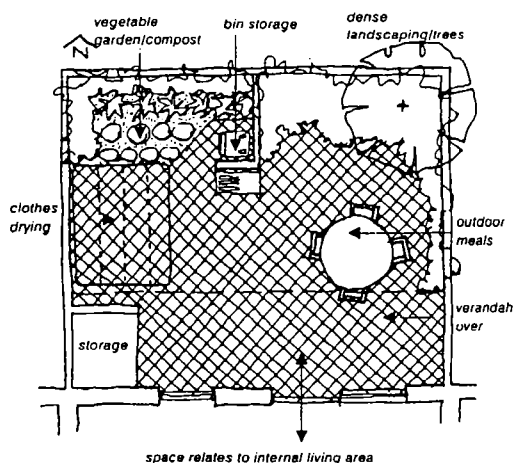 vegetable
garden/compost
bin storage
dense
landscaping/trees
N
clothes
drying
outdoor
meals
verandah
over
storage
space relates to internal living area